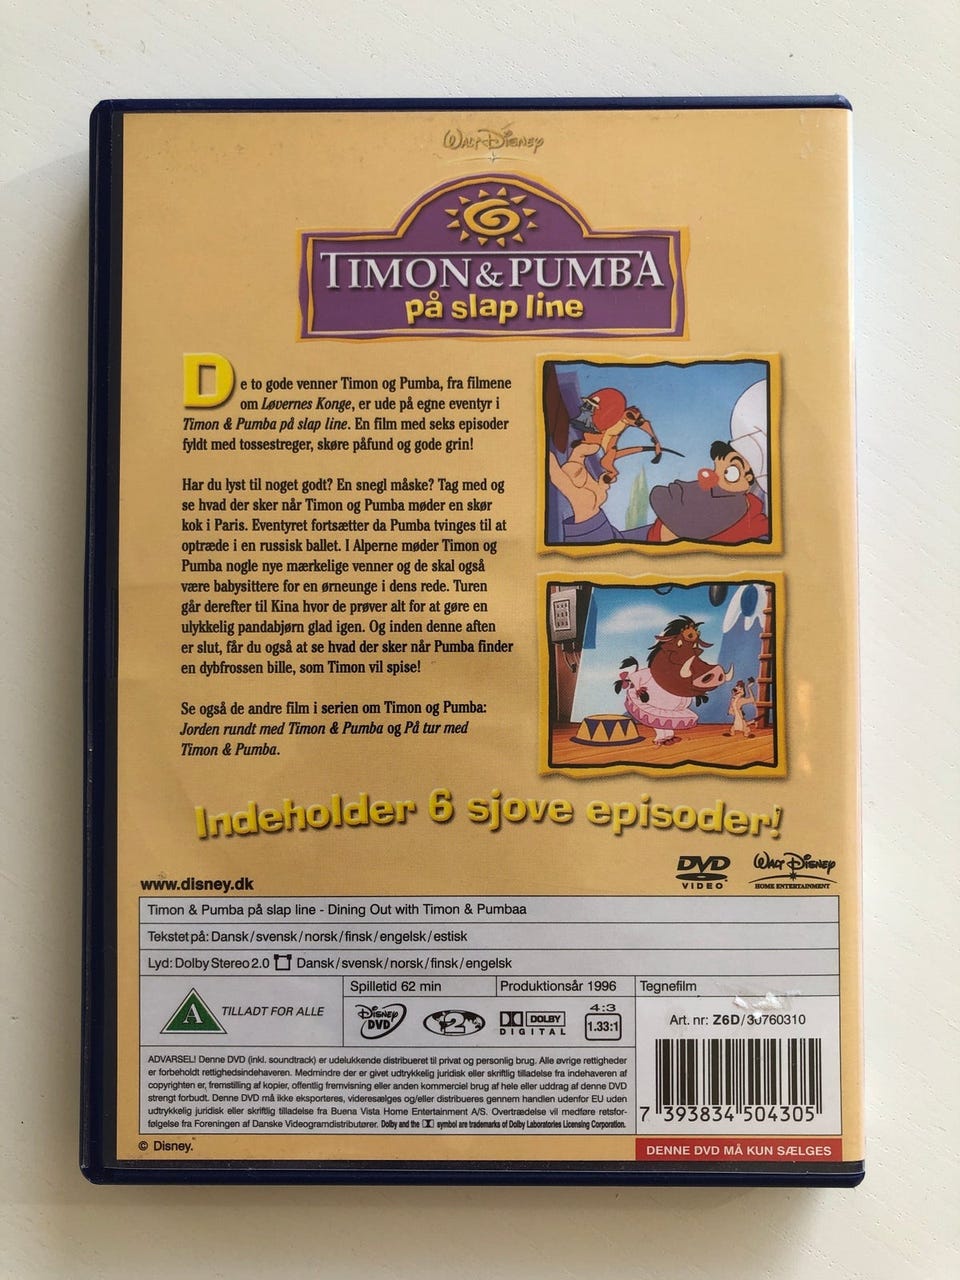 WALT DISNEY
TIMON & PUMBA
på slap line
De to gode venner Timon og Pumba, fra filmene
om Løvernes Konge, er ude på egne eventyr i
Timon & Pumba på slap line. En film med seks episoder
fyldt med tossestreger, skøre påfund og gode grin!
Har du lyst til noget godt? En snegl måske? Tag med og
se hvad der sker når Timon og Pumba møder en skør
kok i Paris. Eventyret fortsætter da Pumba tvinges til at
optræde i en russisk ballet. I Alperne møder Timon og
Pumba nogle nye mærkelige venner og de skal også
være babysittere for en ørneunge i dens rede. Turen
går derefter til Kina hvor de prøver alt for at gøre en
ulykkelig pandabjørn glad igen. Og inden denne aften
er slut, får du også at se hvad der sker når Pumba finder
en dybfrossen bille, som Timon vil spise!
Se også de andre film i serien om Timon og Pumba:
Jorden rundt med Timon & Pumba og På tur med
Timon & Pumba.
Indeholder 6 sjove episoder!
www.disney.dk
DVD
VIDEO
WALT DISNEY
HOME ENTERTAINMENT
Timon & Pumba på slap line - Dining Out with Timon & Pumbaa
Tekstet på: Dansk/svensk/norsk/finsk/engelsk/estisk
Lyd: Dolby Stereo 2.0 Dansk/svensk/norsk/finsk/engelsk
Spilletid 62 min
Produktionsår 1996
Tegnefilm
A
TILLADT FOR ALLE
DISNEY
DVD
2
DOLBY
DIGITAL
4:3
1.33:1
Art. nr: Z6D/30760310
ADVARSEL! Denne DVD (inkl. soundtrack) er udelukkende distribueret til privat og personlig brug. Alle øvrige rettigheder
er forbeholdt rettighedsindehaveren. Medmindre der er givet udtrykkelig juridisk eller skriftlig tilladelse fra indehaveren af
copyrighten er, fremstilling af kopier, offentlig fremvisning eller anden kommerciel brug af hele eller uddrag af denne DVD
strengt forbudt. Denne DVD må ikke eksporteres, videresælges og/eller distribueres gennem handlen udenfor EU uden
udtrykkelig juridisk eller skriftlig tilladelse fra Buena Vista Home Entertainment A/S. Overtrædelse vil medføre retsfor-
følgelse fra Foreningen af Danske Videogramdistributører. Dolby and the symbol are trademarks of Dolby Laboratories Licensing Corporation.
7 393834 504305
© Disney.
DENNE DVD MÅ KUN SÆLGES